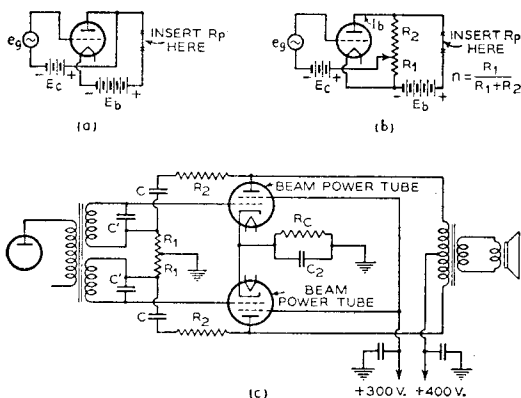 eg
INSERT Rp
HERE
- Ec +
- Eb +
(a)
eg
Ib
R2
R1
INSERT Rp
HERE
n = R1 / R1+R2
- Ec +
- Eb +
(b)
C
R2
BEAM POWER TUBE
C'
R1
RC
R1
C2
C'
C
R2
BEAM
POWER TUBE
+300 V.
+400 V.
(c)